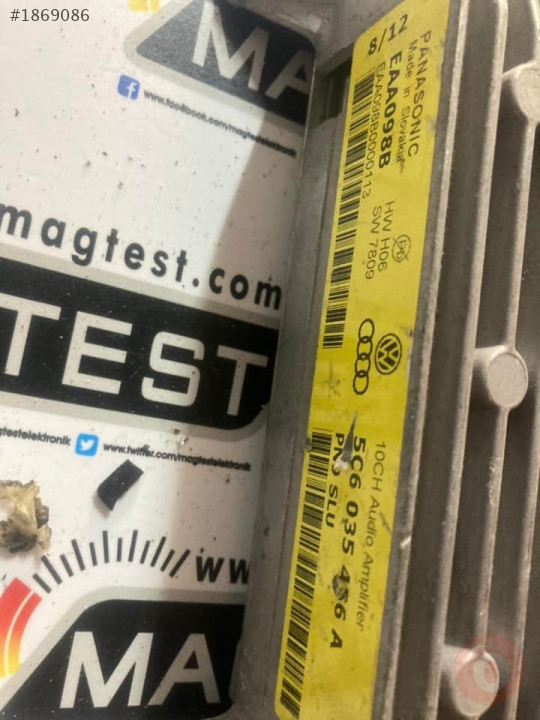 #1869086
MA
www.facebook.com/magtestelektronik
magtest.com
TEST
www.twitter.com/magtestelektronik
MA
PANASONIC
Made in Slovakia
8/12
EAA098B
HW H06
SW 7809
10CH Audio Amplifier
5C6 035 456 A
PN3 SLU